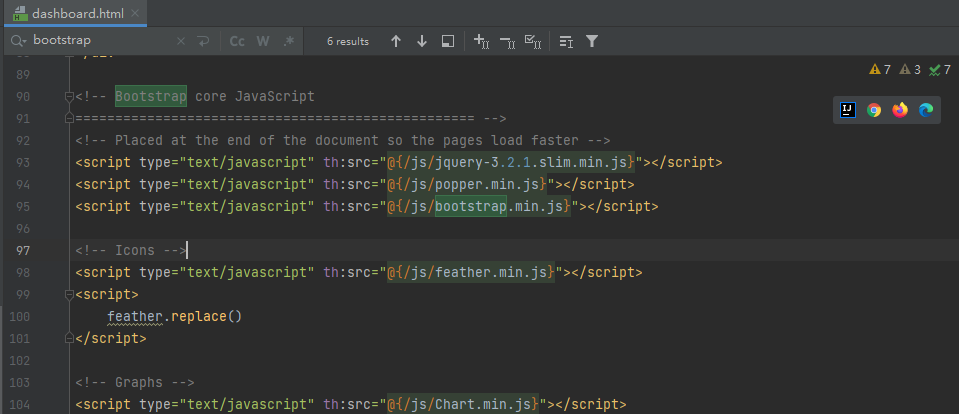 dashboard.html
bootstrap Cc W .* 6 results
7 3 7
89
90 <!-- Bootstrap core JavaScript
91 ================================================== -->
92 <!-- Placed at the end of the document so the pages load faster -->
93 <script type="text/javascript" th:src="@{/js/jquery-3.2.1.slim.min.js}"></script>
94 <script type="text/javascript" th:src="@{/js/popper.min.js}"></script>
95 <script type="text/javascript" th:src="@{/js/bootstrap.min.js}"></script>
96
97 <!-- Icons -->
98 <script type="text/javascript" th:src="@{/js/feather.min.js}"></script>
99 <script>
100 feather.replace()
101 </script>
102
103 <!-- Graphs -->
104 <script type="text/javascript" th:src="@{/js/Chart.min.js}"></script>